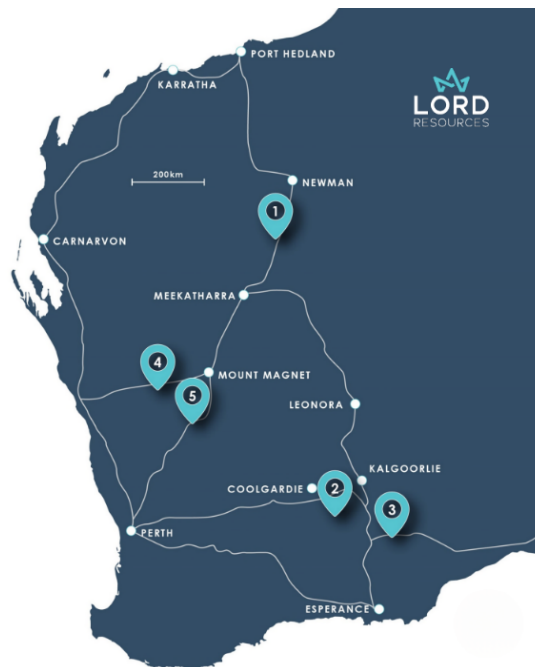 PORT HEDLAND
KARRATHA
LORD
RESOURCES
200km
NEWMAN
1
CARNARVON
MEEKATHARRA
4
MOUNT MAGNET
5
LEONORA
KALGOORLIE
COOLGARDIE
2
3
PERTH
ESPERANCE